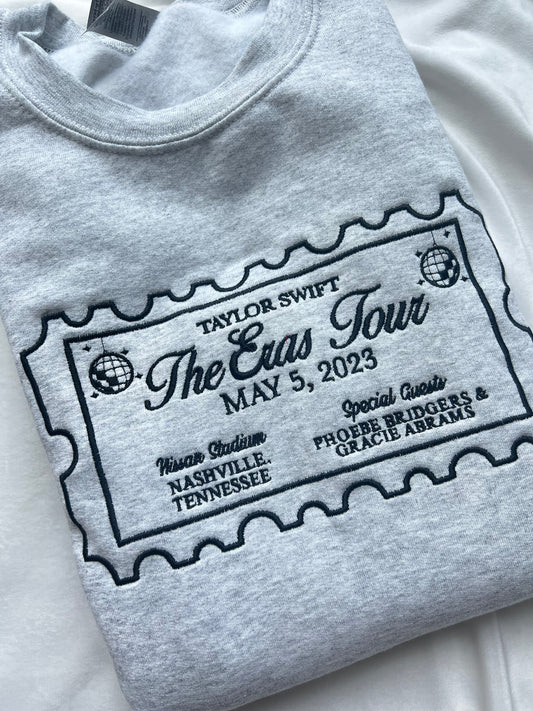 TAYLOR SWIFT
The Eras Tour
MAY 5, 2023
Nissan Stadium
NASHVILLE,
TENNESSEE
Special Guests
PHOEBE BRIDGERS &
GRACIE ABRAMS